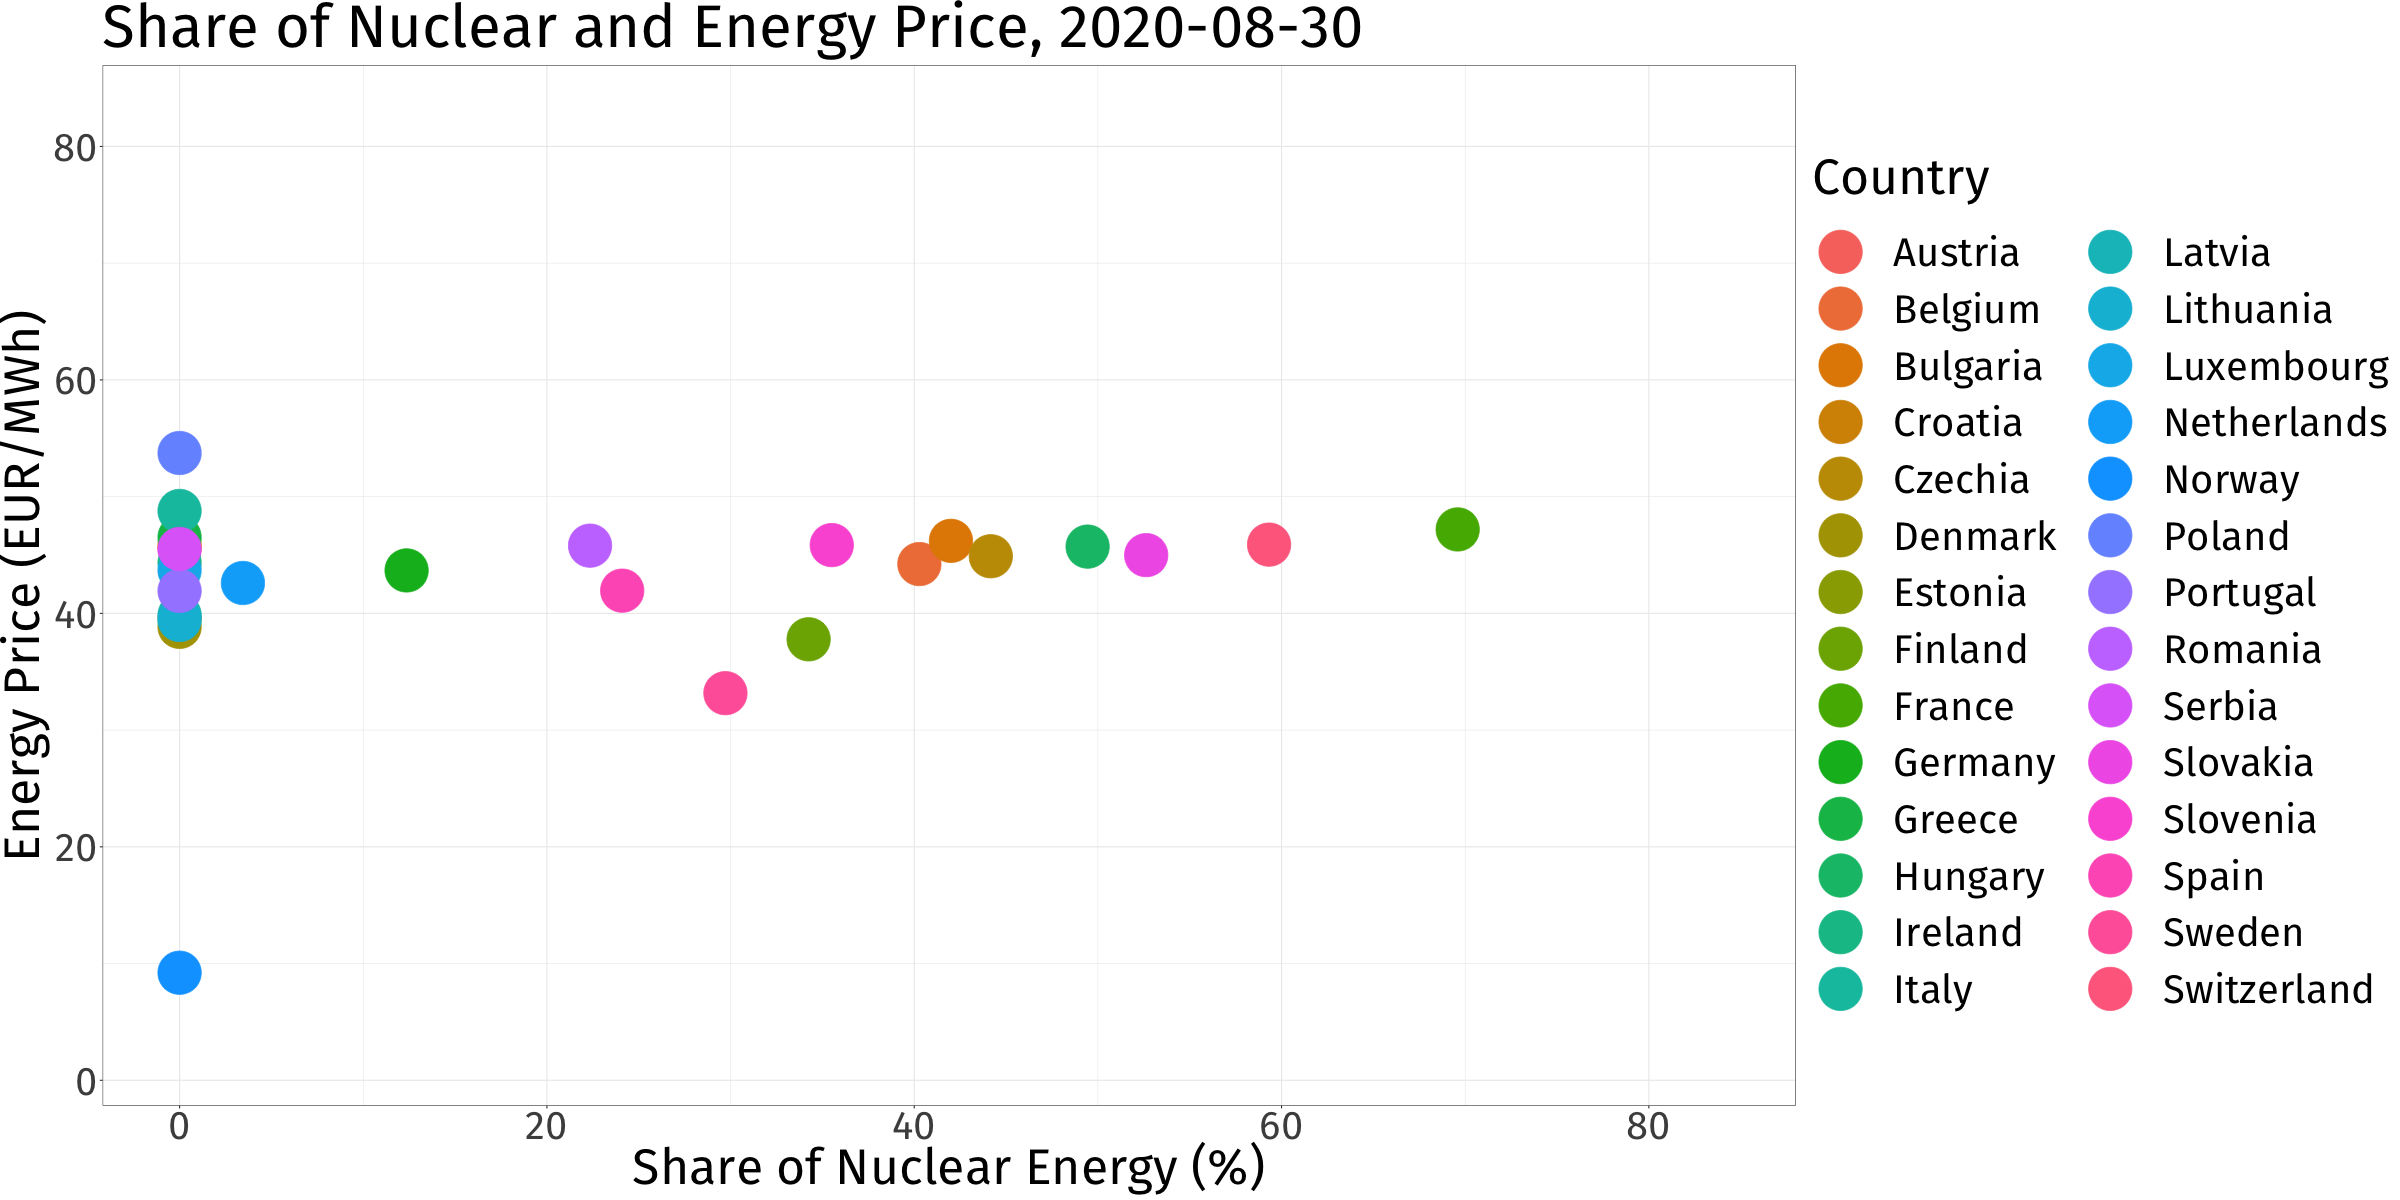 Share of Nuclear and Energy Price, 2020-08-30
Energy Price (EUR/MWh)
80
60
40
20
0
0 20 40 60 80
Share of Nuclear Energy (%)
Country
Austria
Belgium
Bulgaria
Croatia
Czechia
Denmark
Estonia
Finland
France
Germany
Greece
Hungary
Ireland
Italy
Latvia
Lithuania
Luxembourg
Netherlands
Norway
Poland
Portugal
Romania
Serbia
Slovakia
Slovenia
Spain
Sweden
Switzerland